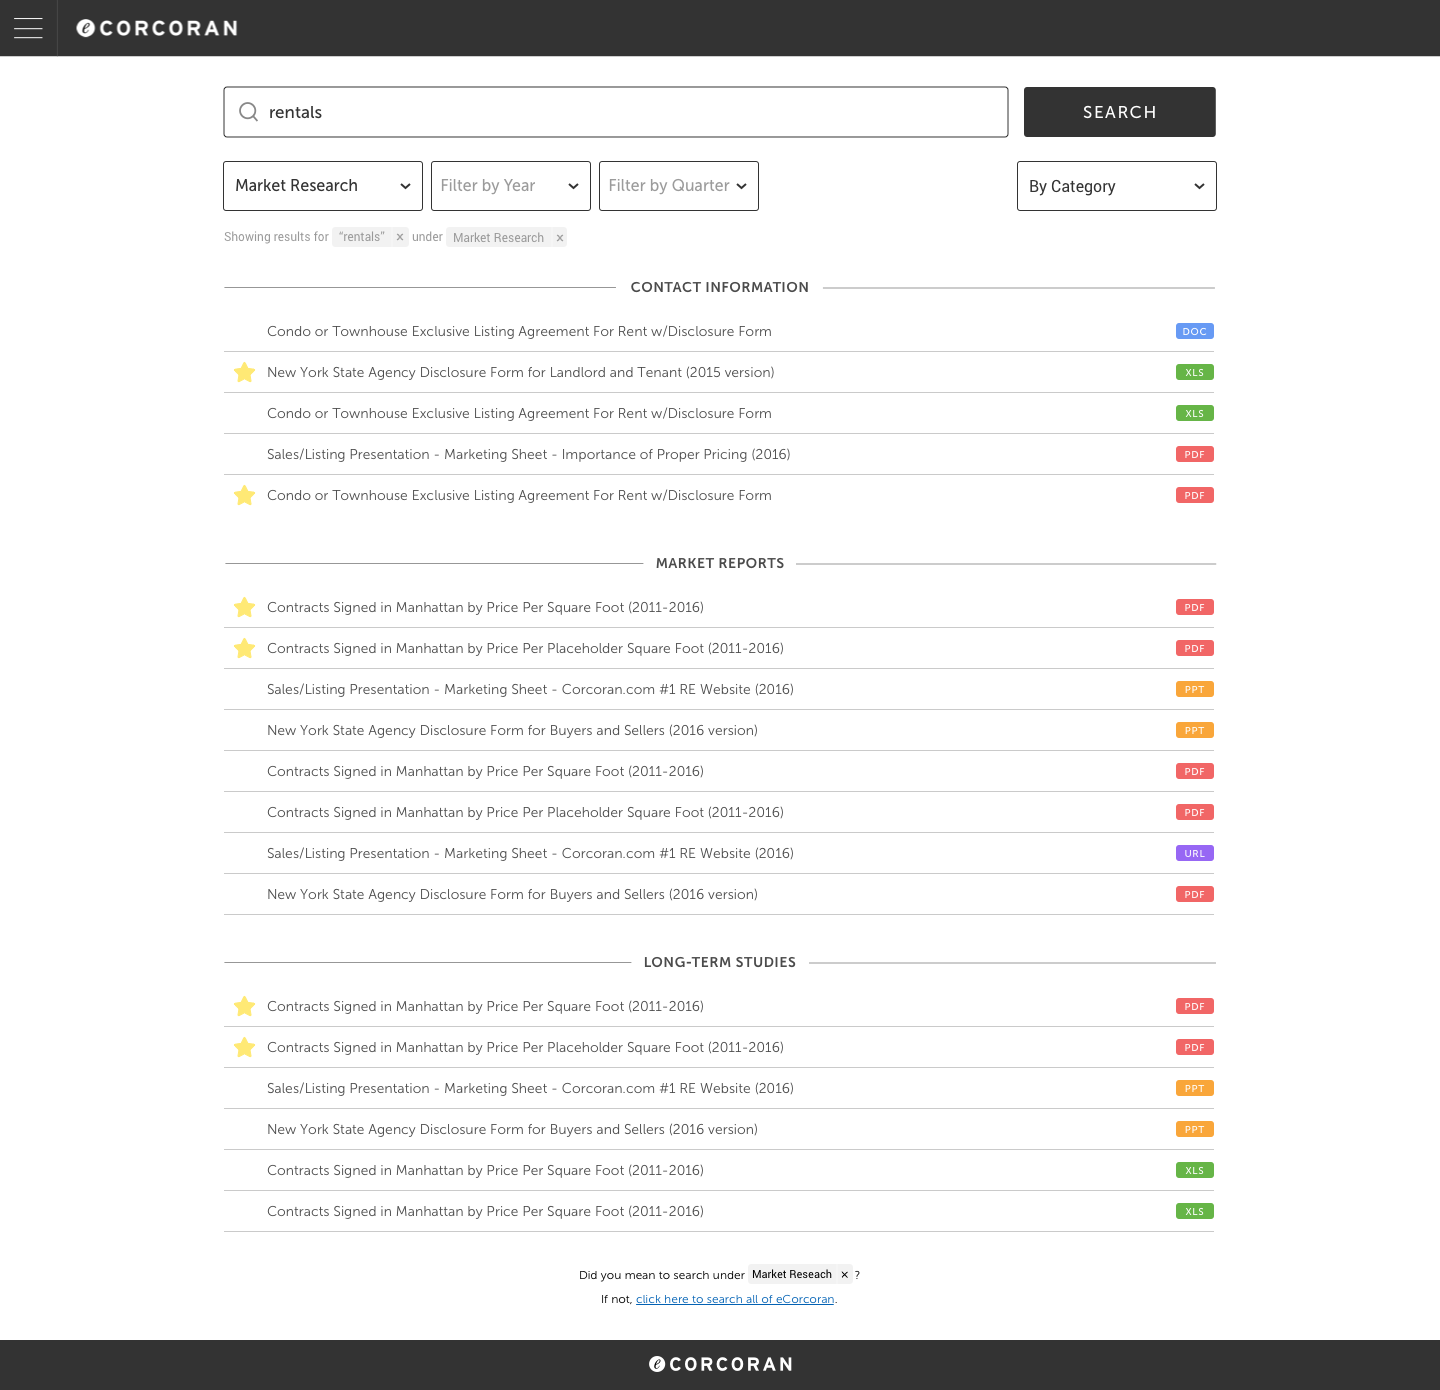 eCORCORAN
rentals
SEARCH
Market Research
Filter by Year
Filter by Quarter
By Category
Showing results for “rentals” x under Market Research x
CONTACT INFORMATION
Condo or Townhouse Exclusive Listing Agreement For Rent w/Disclosure Form DOC
New York State Agency Disclosure Form for Landlord and Tenant (2015 version) XLS
Condo or Townhouse Exclusive Listing Agreement For Rent w/Disclosure Form XLS
Sales/Listing Presentation - Marketing Sheet - Importance of Proper Pricing (2016) PDF
Condo or Townhouse Exclusive Listing Agreement For Rent w/Disclosure Form PDF
MARKET REPORTS
Contracts Signed in Manhattan by Price Per Square Foot (2011-2016) PDF
Contracts Signed in Manhattan by Price Per Placeholder Square Foot (2011-2016) PDF
Sales/Listing Presentation - Marketing Sheet - Corcoran.com #1 RE Website (2016) PPT
New York State Agency Disclosure Form for Buyers and Sellers (2016 version) PPT
Contracts Signed in Manhattan by Price Per Square Foot (2011-2016) PDF
Contracts Signed in Manhattan by Price Per Placeholder Square Foot (2011-2016) PDF
Sales/Listing Presentation - Marketing Sheet - Corcoran.com #1 RE Website (2016) URL
New York State Agency Disclosure Form for Buyers and Sellers (2016 version) PDF
LONG-TERM STUDIES
Contracts Signed in Manhattan by Price Per Square Foot (2011-2016) PDF
Contracts Signed in Manhattan by Price Per Placeholder Square Foot (2011-2016) PDF
Sales/Listing Presentation - Marketing Sheet - Corcoran.com #1 RE Website (2016) PPT
New York State Agency Disclosure Form for Buyers and Sellers (2016 version) PPT
Contracts Signed in Manhattan by Price Per Square Foot (2011-2016) XLS
Contracts Signed in Manhattan by Price Per Square Foot (2011-2016) XLS
Did you mean to search under Market Reseach x ?
If not, click here to search all of eCorcoran.
eCORCORAN